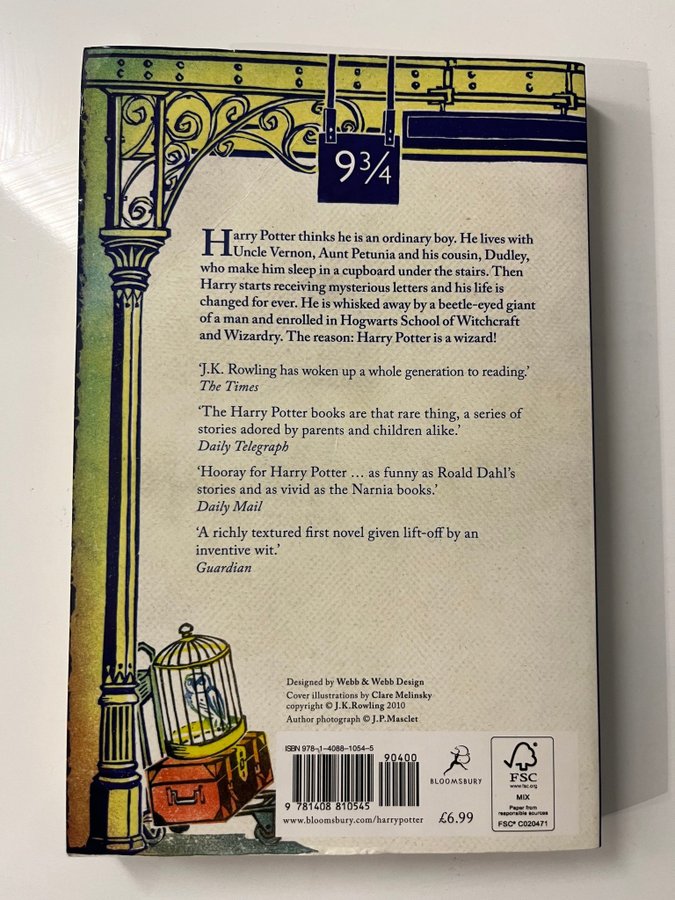 9¾
Harry Potter thinks he is an ordinary boy. He lives with
Uncle Vernon, Aunt Petunia and his cousin, Dudley,
who make him sleep in a cupboard under the stairs. Then
Harry starts receiving mysterious letters and his life is
changed for ever. He is whisked away by a beetle-eyed giant
of a man and enrolled in Hogwarts School of Witchcraft
and Wizardry. The reason: Harry Potter is a wizard!
‘J.K. Rowling has woken up a whole generation to reading.’
The Times
‘The Harry Potter books are that rare thing, a series of
stories adored by parents and children alike.’
Daily Telegraph
‘Hooray for Harry Potter … as funny as Roald Dahl’s
stories and as vivid as the Narnia books.’
Daily Mail
‘A richly textured first novel given lift-off by an
inventive wit.’
Guardian
Designed by Webb & Webb Design
Cover illustrations by Clare Melinsky
copyright © J.K.Rowling 2010
Author photograph © J.P.Masclet
ISBN 978-1-4088-1054-5
90400
9 781408 810545
www.bloomsbury.com/harrypotter
BLOOMSBURY
£6.99
FSC
www.fsc.org
MIX
Paper from
responsible sources
FSC® C020471